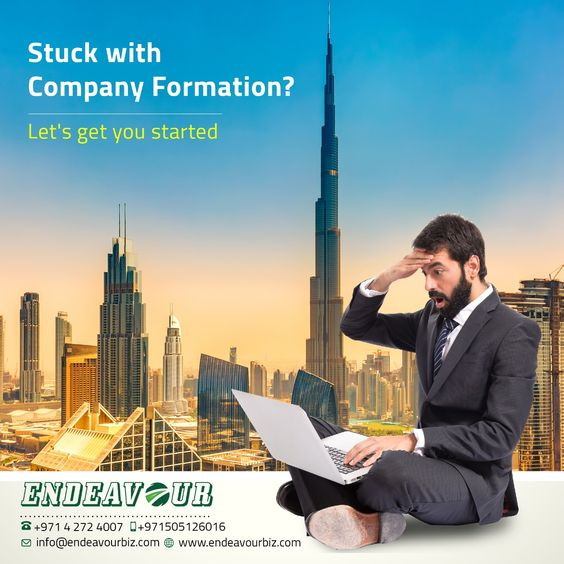 Stuck with
Company Formation?
Let's get you started
ENDEAVOUR
+971 4 272 4007 +971505126016
info@endeavourbiz.com www.endeavourbiz.com